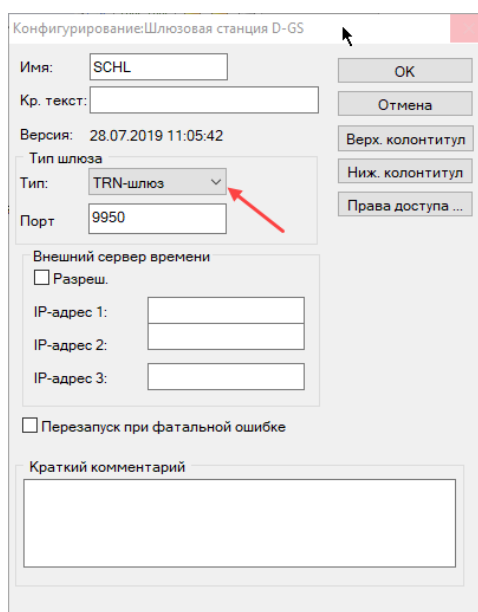 Конфигурирование:Шлюзовая станция D-GS
Имя: SCHL
OK
Кр. текст:
Отмена
Версия: 28.07.2019 11:05:42
Верх. колонтитул
Тип шлюза
Тип: TRN-шлюз
Ниж. колонтитул
Порт 9950
Права доступа ...
Внешний сервер времени
Разреш.
IP-адрес 1:
IP-адрес 2:
IP-адрес 3:
Перезапуск при фатальной ошибке
Краткий комментарий